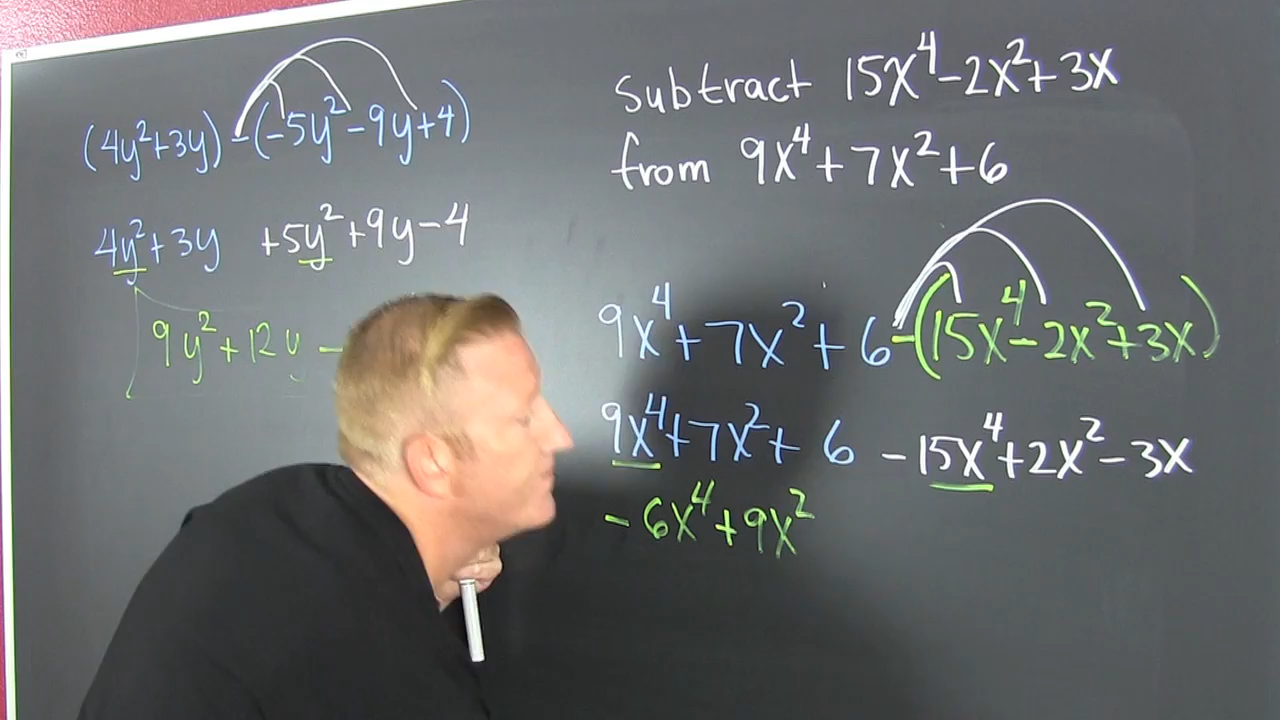 (4y²+3y) -(-5y²-9y+4)
4y²+3y +5y²+9y-4
9y²+12y -
subtract 15x⁴-2x²+3x
from 9x⁴+7x²+6
9x⁴+7x²+6-(15x⁴-2x²+3x)
9x⁴+7x²+6 -15x⁴+2x²-3x
-6x⁴+9x²